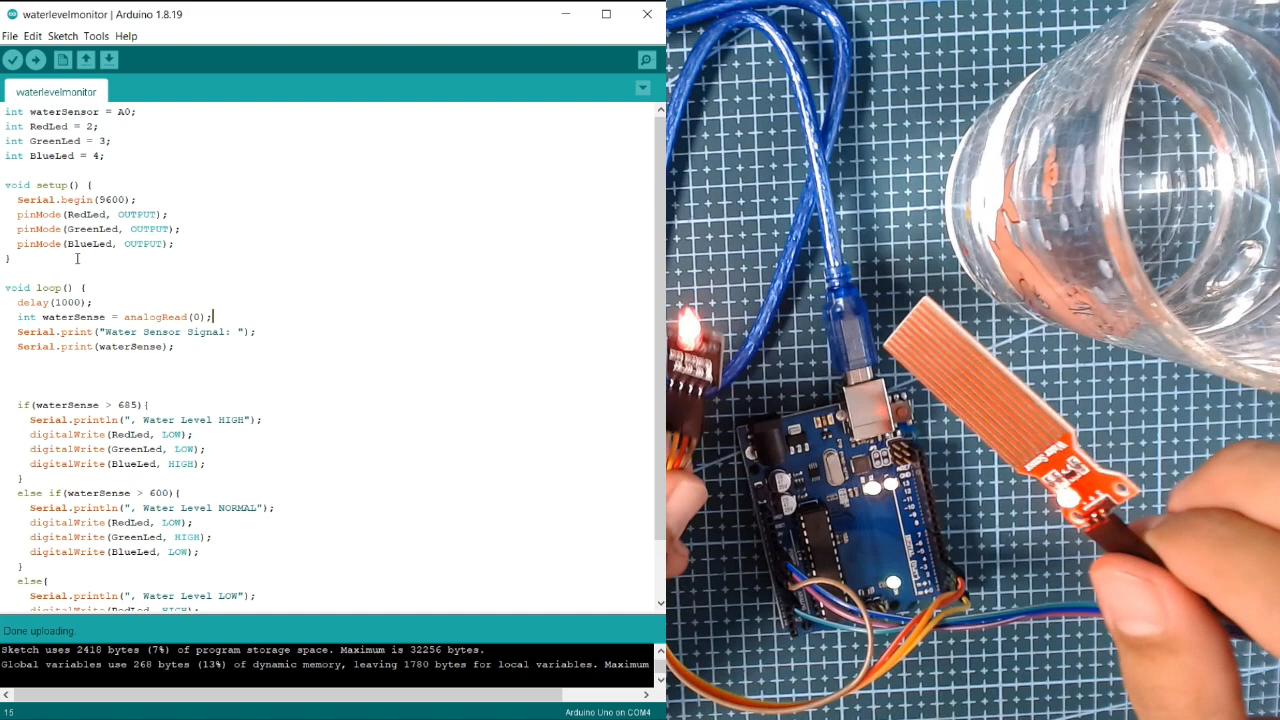 waterlevelmonitor | Arduino 1.8.19
File Edit Sketch Tools Help
waterlevelmonitor
int waterSensor = A0;
int RedLed = 2;
int GreenLed = 3;
int BlueLed = 4;
void setup() {
Serial.begin(9600);
pinMode(RedLed, OUTPUT);
pinMode(GreenLed, OUTPUT);
pinMode(BlueLed, OUTPUT);
}
void loop() {
delay(1000);
int waterSense = analogRead(0);
Serial.print("Water Sensor Signal: ");
Serial.print(waterSense);
if(waterSense > 685){
Serial.println(", Water Level HIGH");
digitalWrite(RedLed, LOW);
digitalWrite(GreenLed, LOW);
digitalWrite(BlueLed, HIGH);
}
else if(waterSense > 600){
Serial.println(", Water Level NORMAL");
digitalWrite(RedLed, LOW);
digitalWrite(GreenLed, HIGH);
digitalWrite(BlueLed, LOW);
}
else{
Serial.println(", Water Level LOW");
digitalWrite(RedLed, HIGH);
Done uploading.
Sketch uses 2418 bytes (7%) of program storage space. Maximum is 32256 bytes.
Global variables use 268 bytes (13%) of dynamic memory, leaving 1780 bytes for local variables. Maximum
15
Arduino Uno on COM4
Water Sensor